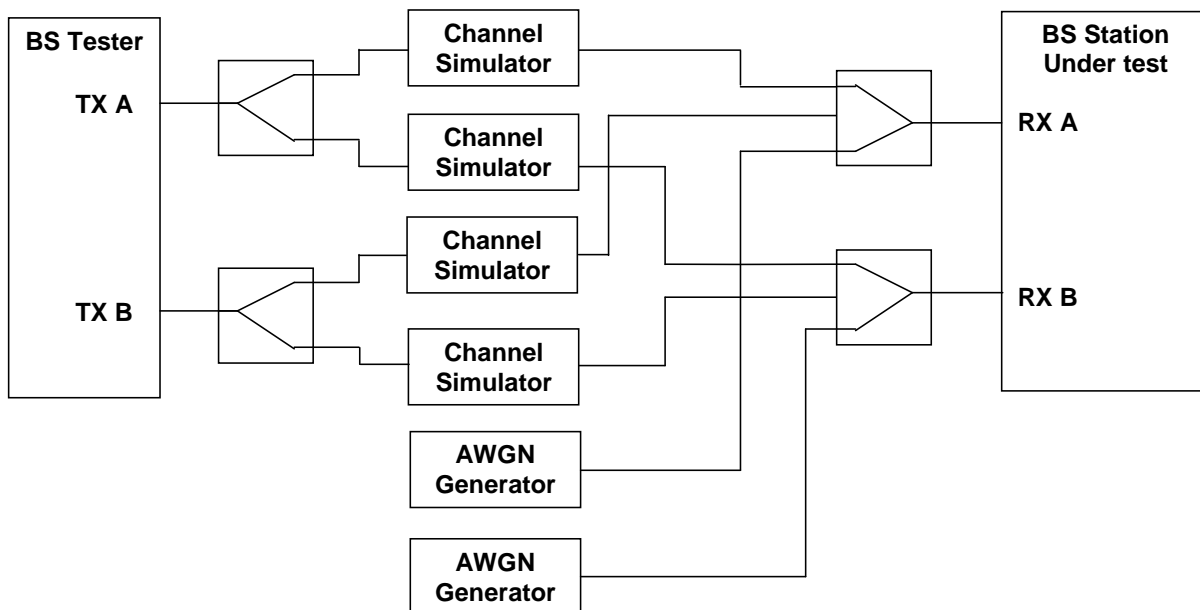 BS Tester
TX A
TX B
Channel
Simulator
Channel
Simulator
Channel
Simulator
Channel
Simulator
AWGN
Generator
AWGN
Generator
BS Station
Under test
RX A
RX B